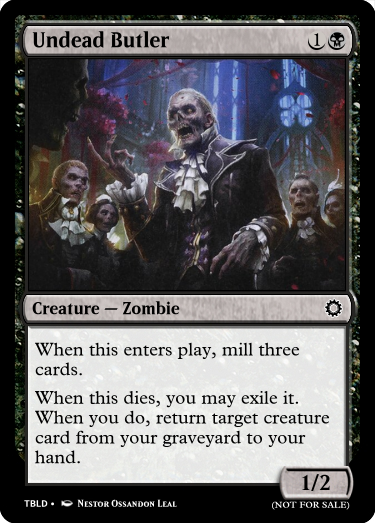 Undead Butler 1
Creature — Zombie
When this enters play, mill three
cards.
When this dies, you may exile it.
When you do, return target creature
card from your graveyard to your
hand.
1/2
TBLD • Nestor Ossandon Leal
(NOT FOR SALE)